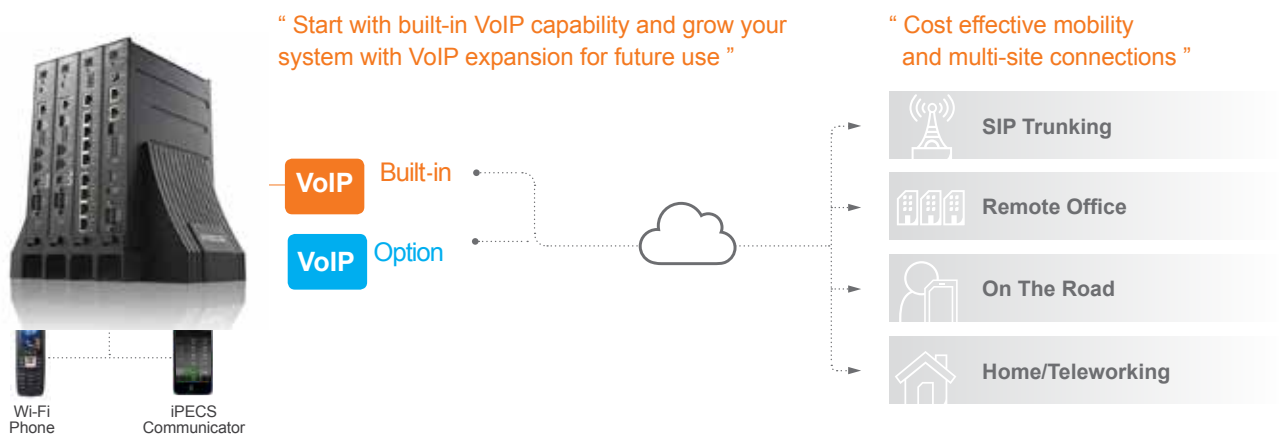 “ Start with built-in VoIP capability and grow your
system with VoIP expansion for future use ”
“ Cost effective mobility
and multi-site connections ”
VoIP Built-in
VoIP Option
SIP Trunking
Remote Office
On The Road
Home/Teleworking
Wi-Fi
Phone
iPECS
Communicator